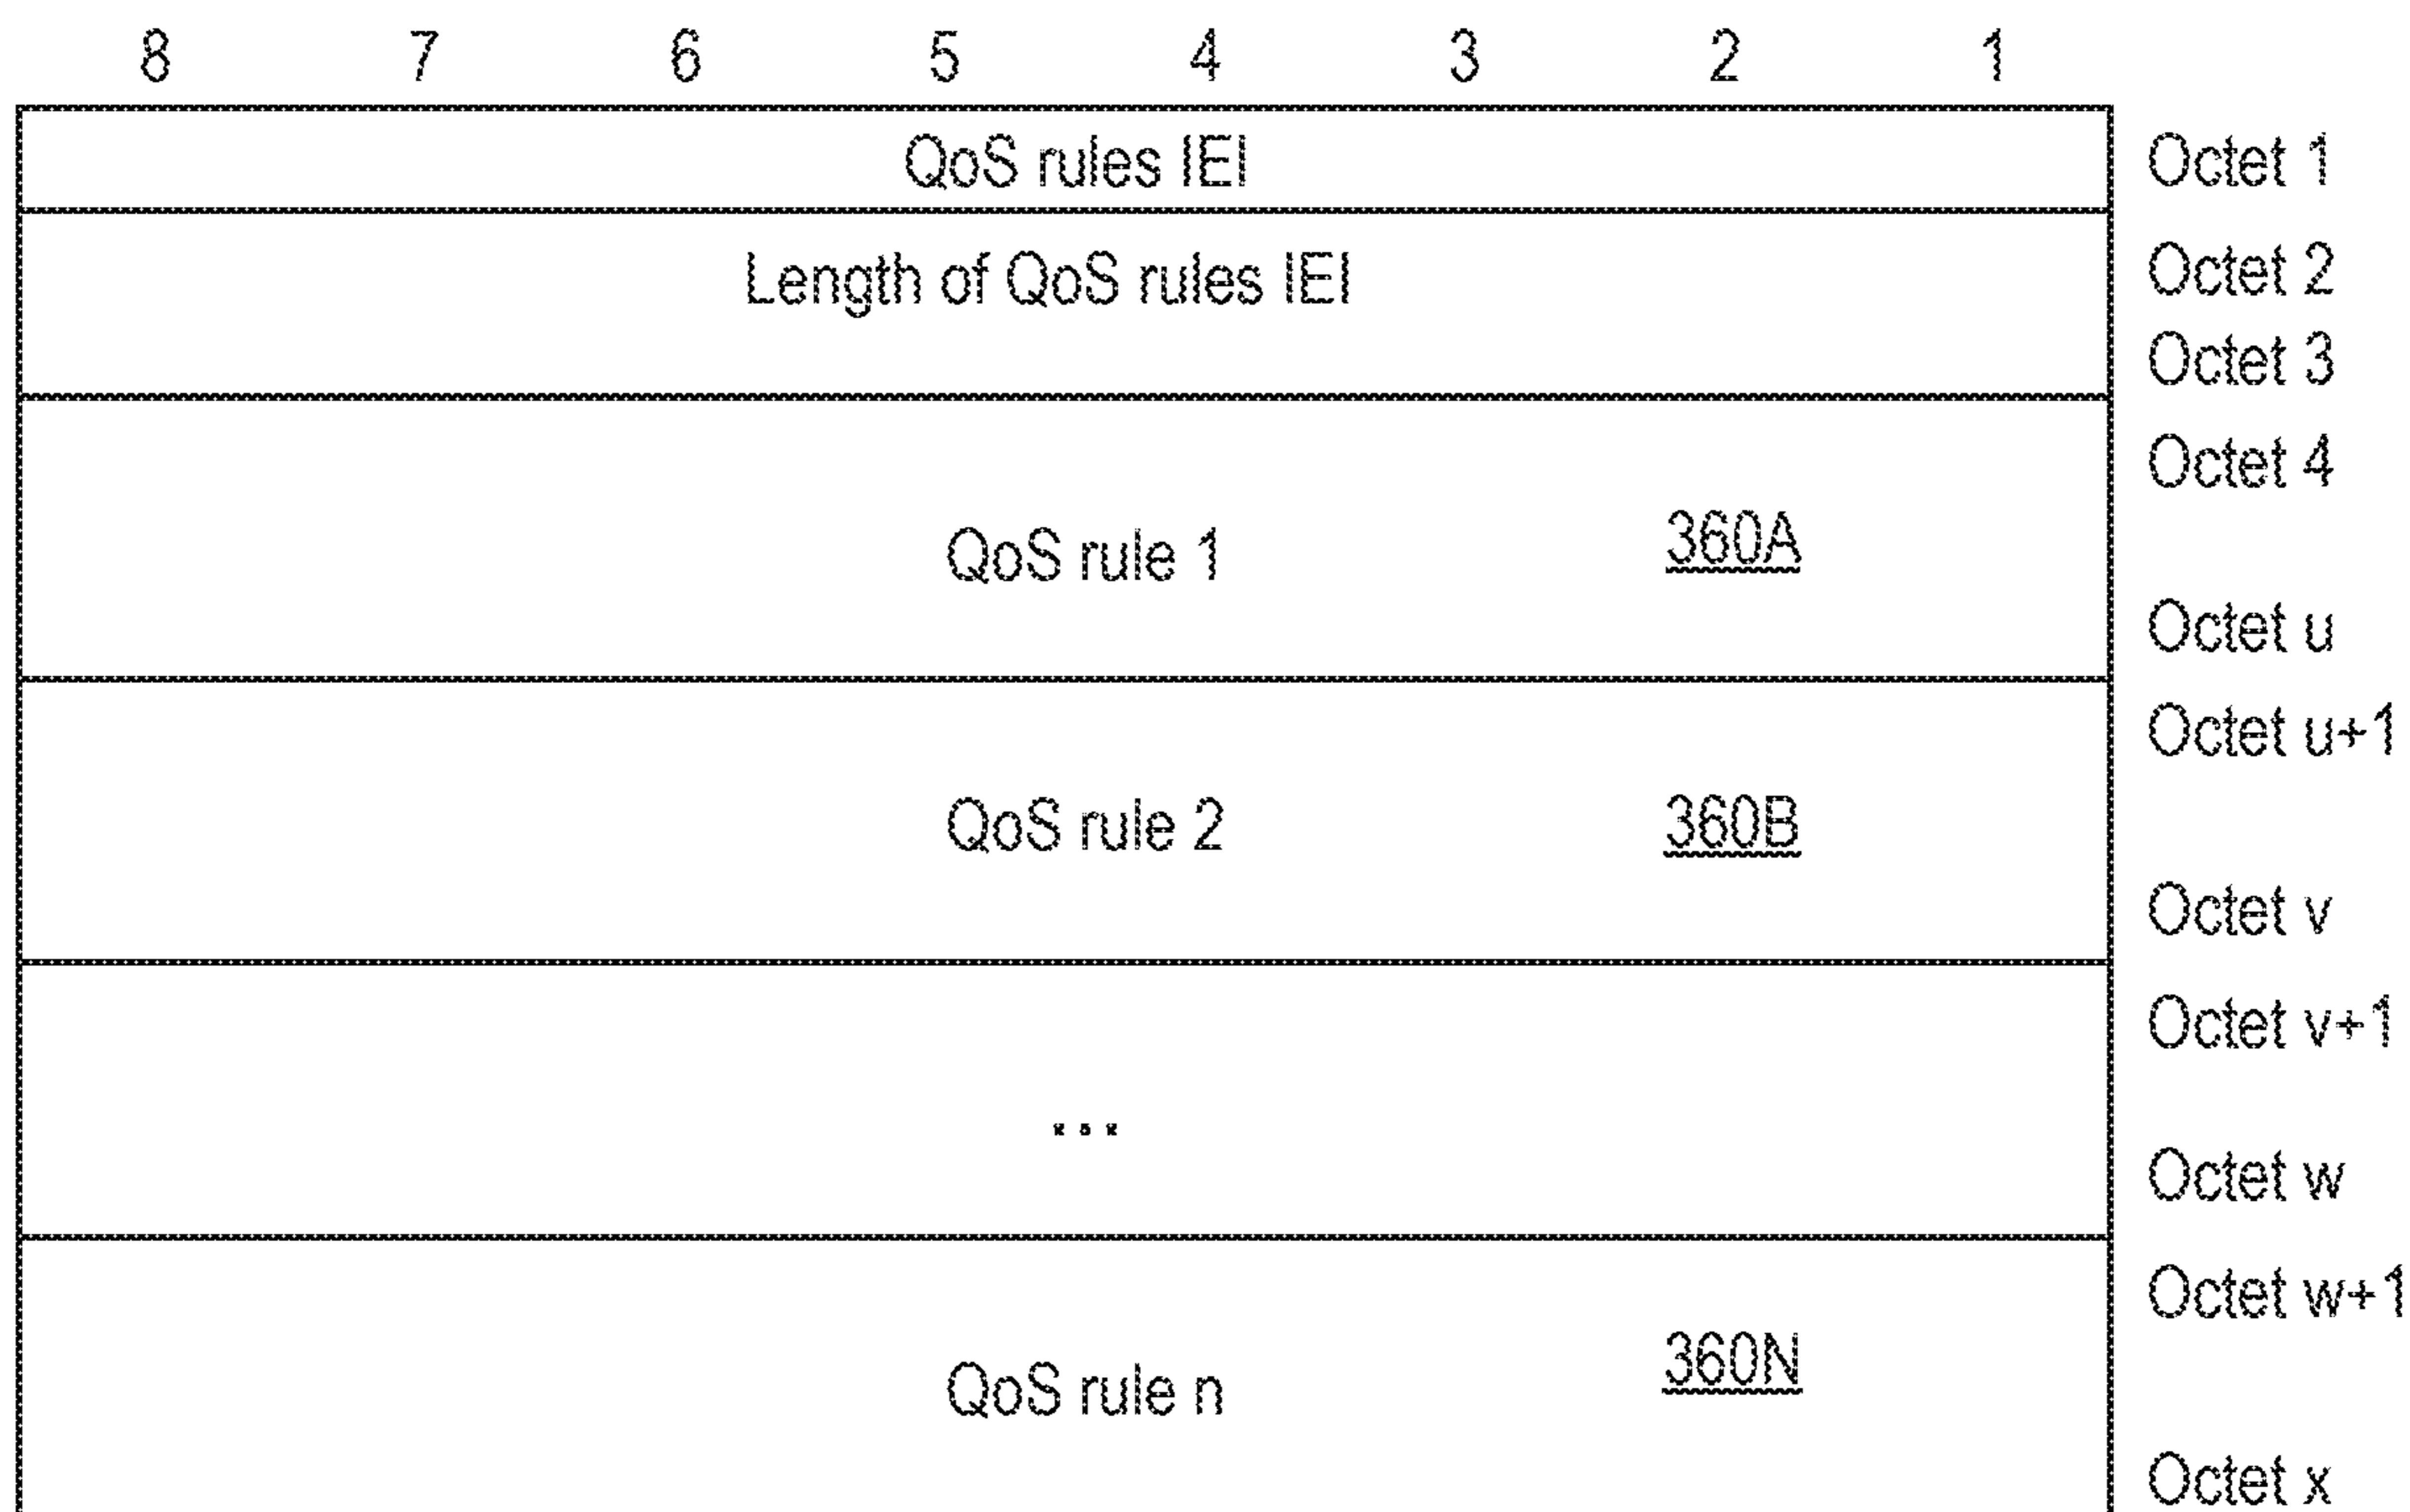 8 7 6 5 4 3 2 1
QoS rules IEI Octet 1
Length of QoS rules IEI Octet 2
Octet 3
Octet 4
QoS rule 1 360A
Octet u
Octet u+1
QoS rule 2 360B
Octet v
Octet v+1
...
Octet w
Octet w+1
QoS rule n 360N
Octet x